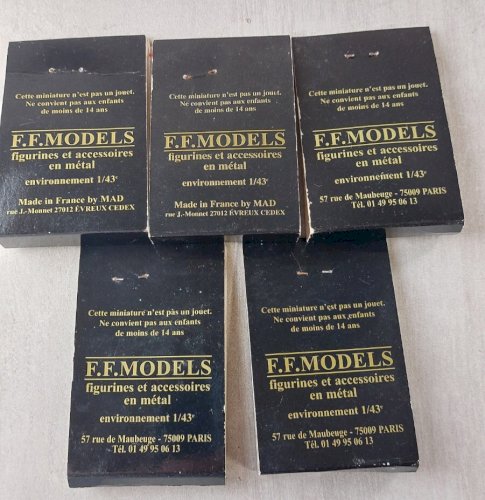 Cette miniature n'est pas un jouet.
Ne convient pas aux enfants
de moins de 14 ans
F.F.MODELS
figurines et accessoires
en métal
environnement 1/43e
Made in France by MAD
rue J.-Monnet 27012 ÉVREUX CEDEX
Cette miniature n'est pas un jouet.
Ne convient pas aux enfants
de moins de 14 ans
F.F.MODELS
figurines et accessoires
en métal
environnement 1/43e
Made in France by MAD
rue J.-Monnet 27012 ÉVREUX CEDEX
Cette miniature n'est pas un jouet.
Ne convient pas aux enfants
de moins de 14 ans
F.F.MODELS
figurines et accessoires
en métal
environnement 1/43e
57 rue de Maubeuge - 75009 PARIS
Tél. 01 49 95 06 13
Cette miniature n'est pas un jouet.
Ne convient pas aux enfants
de moins de 14 ans
F.F.MODELS
figurines et accessoires
en métal
environnement 1/43e
57 rue de Maubeuge - 75009 PARIS
Tél. 01 49 95 06 13
Cette miniature n'est pas un jouet.
Ne convient pas aux enfants
de moins de 14 ans
F.F.MODELS
figurines et accessoires
en métal
environnement 1/43e
57 rue de Maubeuge - 75009 PARIS
Tél. 01 49 95 06 13